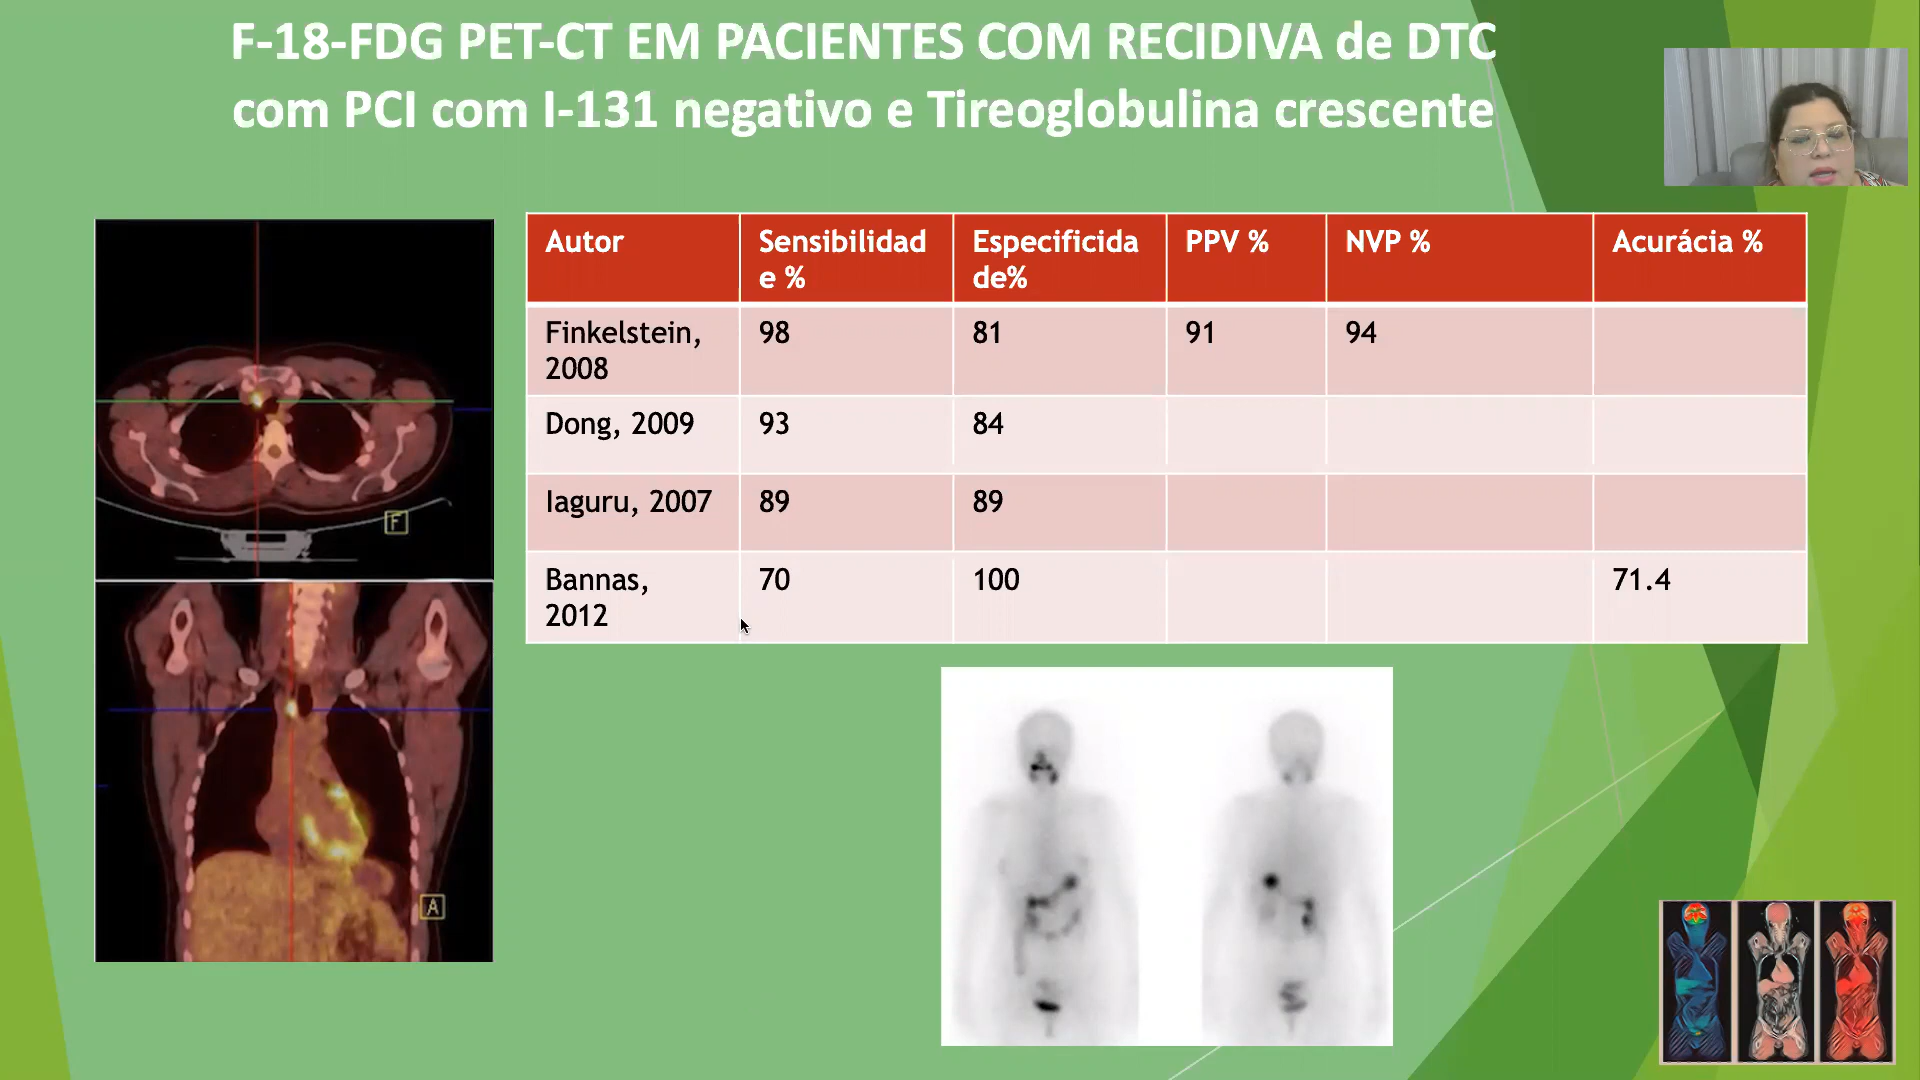 F-18-FDG PET-CT EM PACIENTES COM RECIDIVA de DTC
com PCI com I-131 negativo e Tireoglobulina crescente
Autor
Sensibilidad
e %
Especificida
de%
PPV %
NVP %
Acurácia %
Finkelstein,
2008
98
81
91
94
Dong, 2009
93
84
Iaguru, 2007
89
89
Bannas,
2012
70
100
71.4
F
A